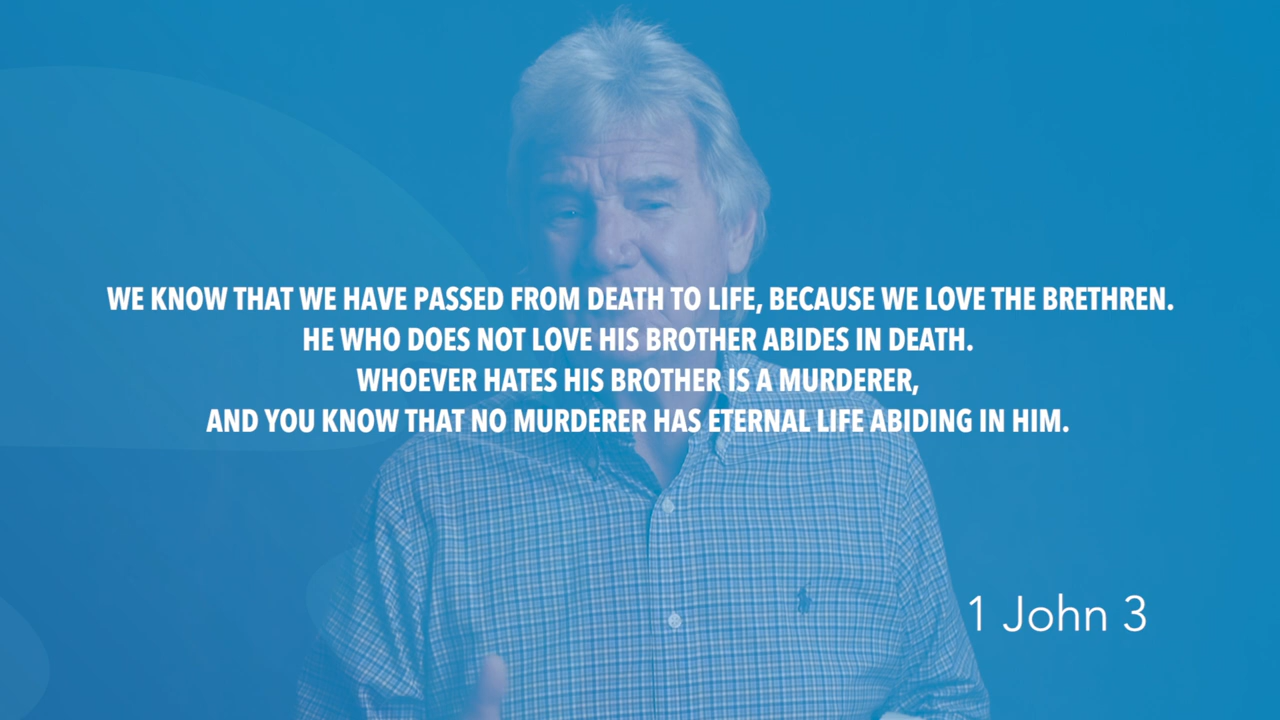 WE KNOW THAT WE HAVE PASSED FROM DEATH TO LIFE, BECAUSE WE LOVE THE BRETHREN.
HE WHO DOES NOT LOVE HIS BROTHER ABIDES IN DEATH.
WHOEVER HATES HIS BROTHER IS A MURDERER,
AND YOU KNOW THAT NO MURDERER HAS ETERNAL LIFE ABIDING IN HIM.
1 John 3